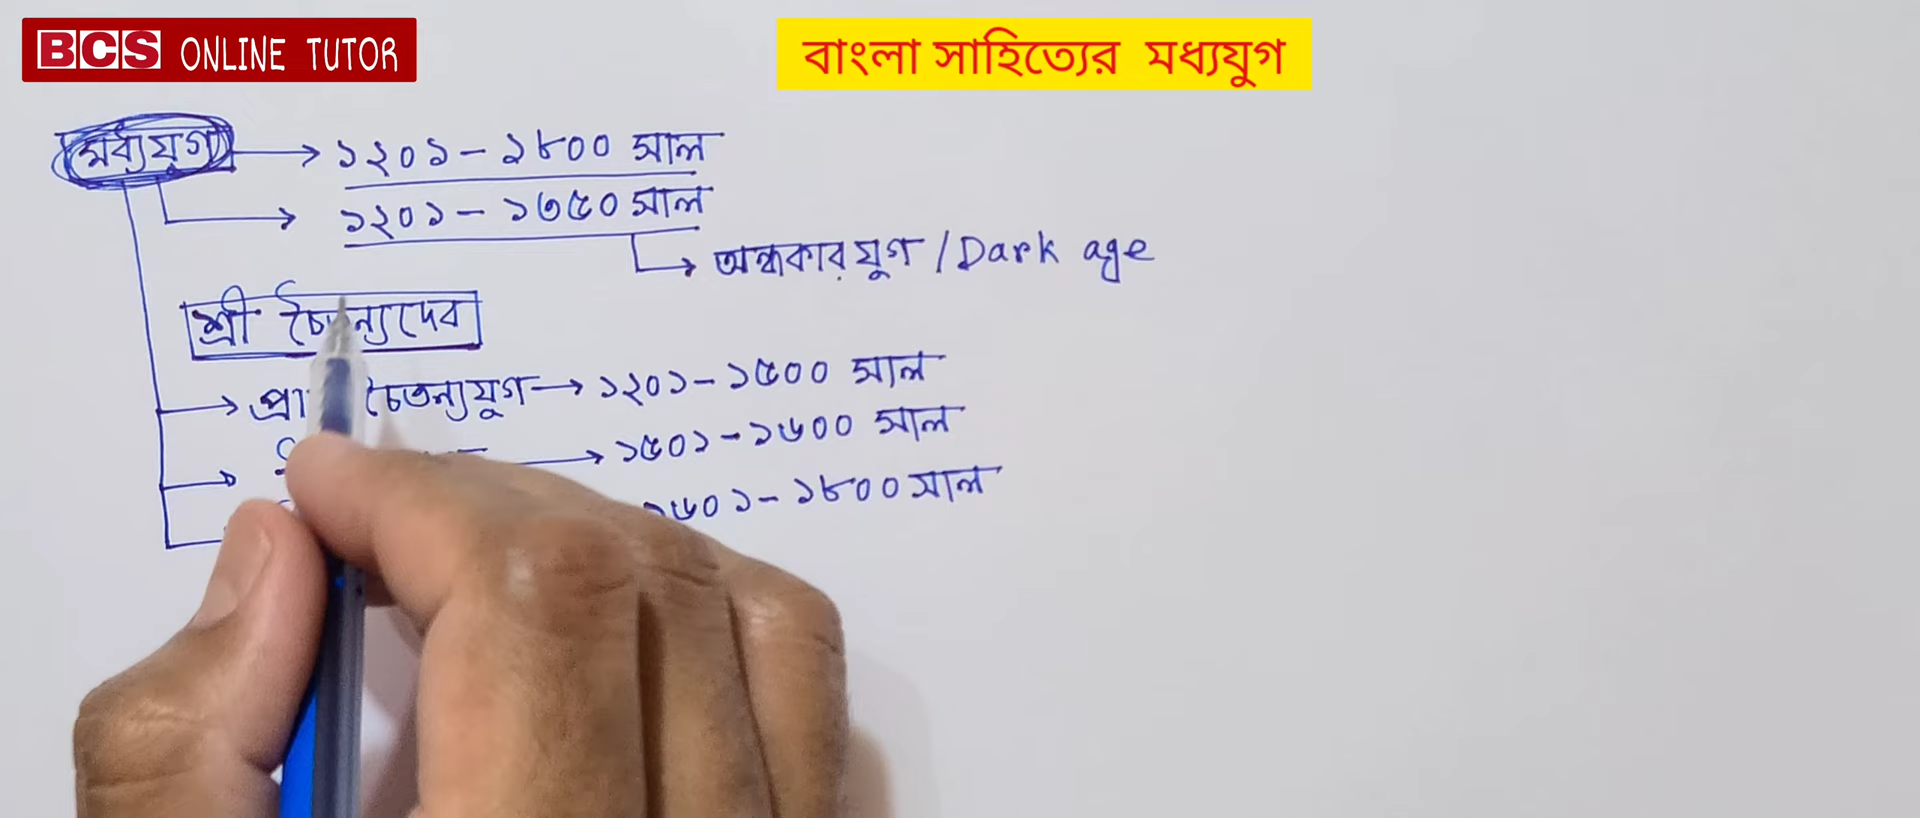 BCS ONLINE TUTOR
বাংলা সাহিত্যের মধ্যযুগ
মধ্যযুগ → ১২০১ - ১৮০০ সাল
→ ১২০১ - ১৩৫০ সাল
→ অন্ধকার যুগ / Dark age
শ্রী চৈতন্যদেব
→ চৈতন্যযুগ → ১২০১ - ১৫০০ সাল
→ → ১৫০১ - ১৬০০ সাল
১৬০১ - ১৮০০ সাল